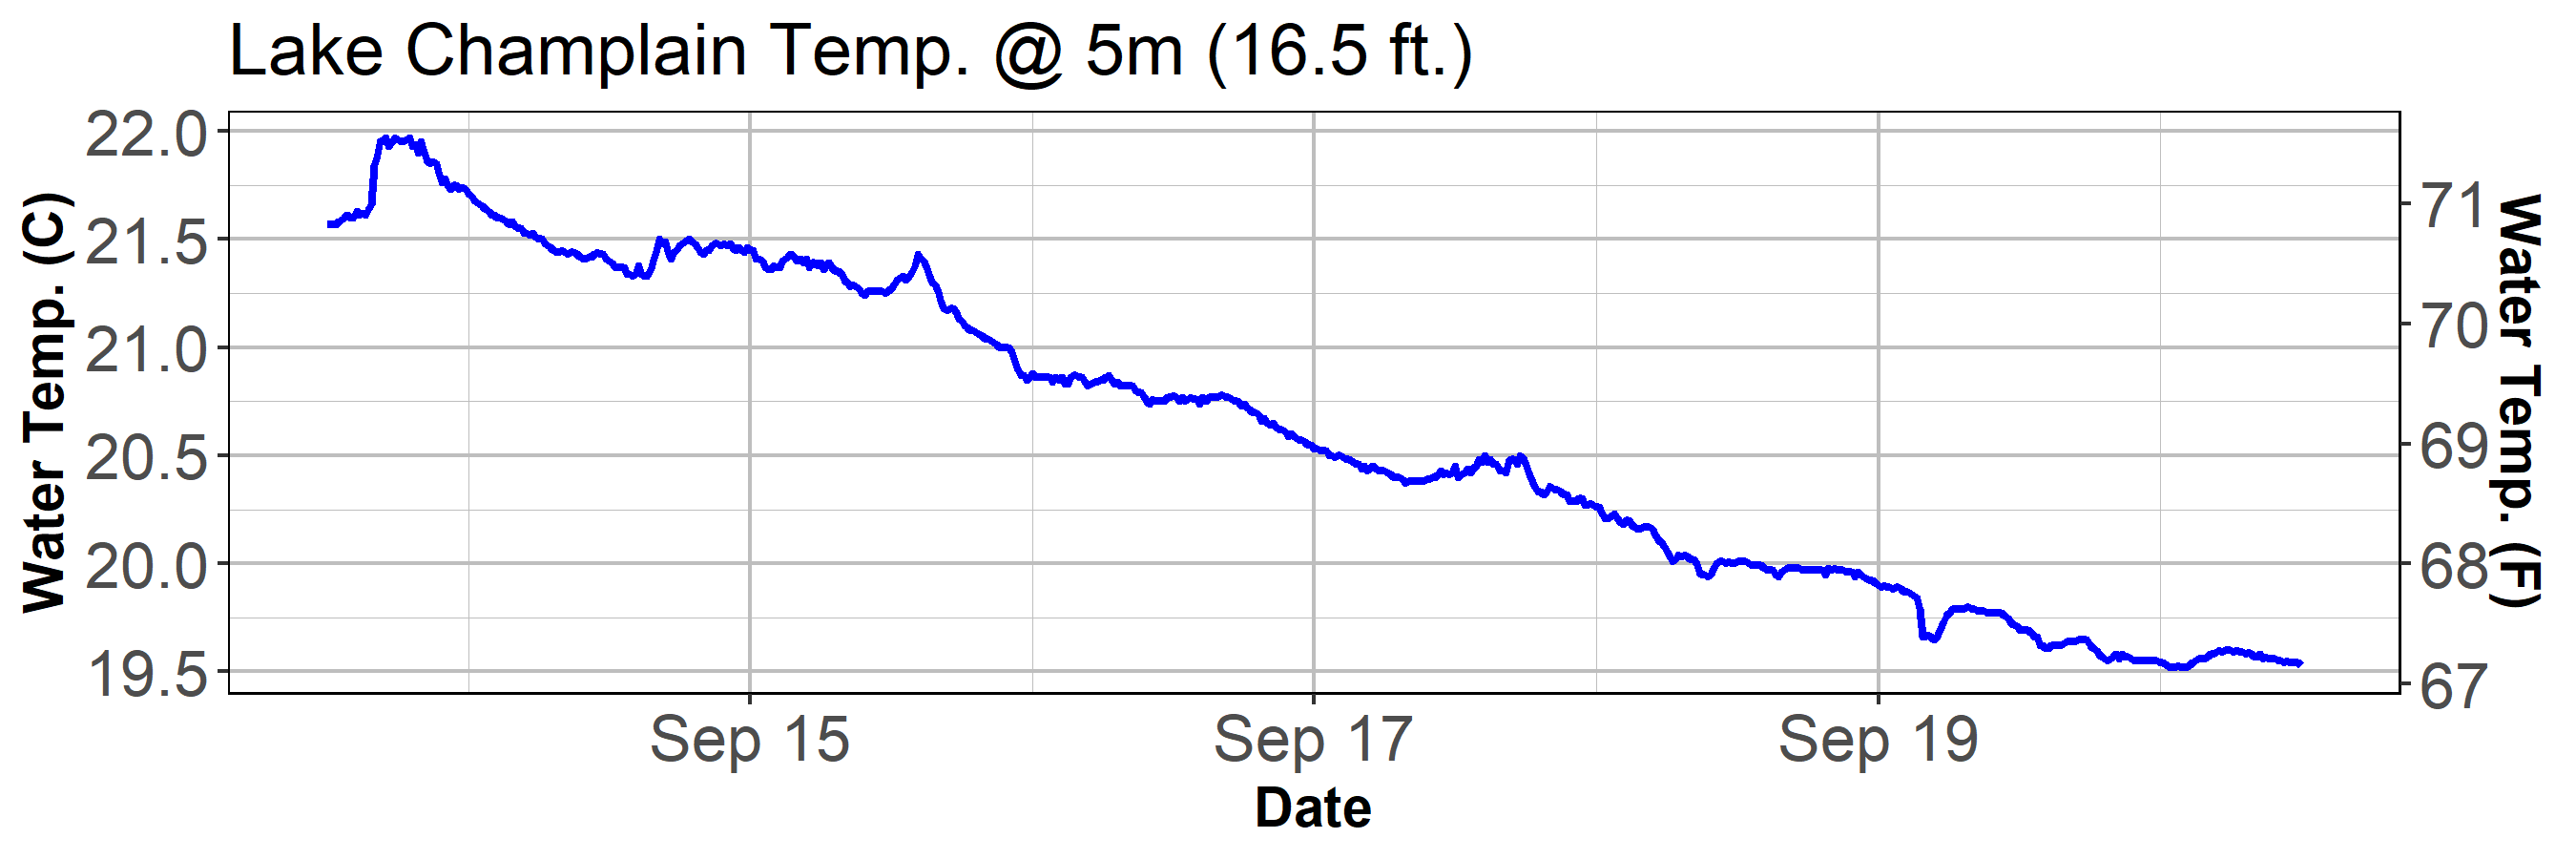 Lake Champlain Temp. @ 5m (16.5 ft.)
Water Temp. (C)
22.0
21.5
21.0
20.5
20.0
19.5
71
70
69
68
67
Water Temp. (F)
Sep 15 Sep 17 Sep 19
Date